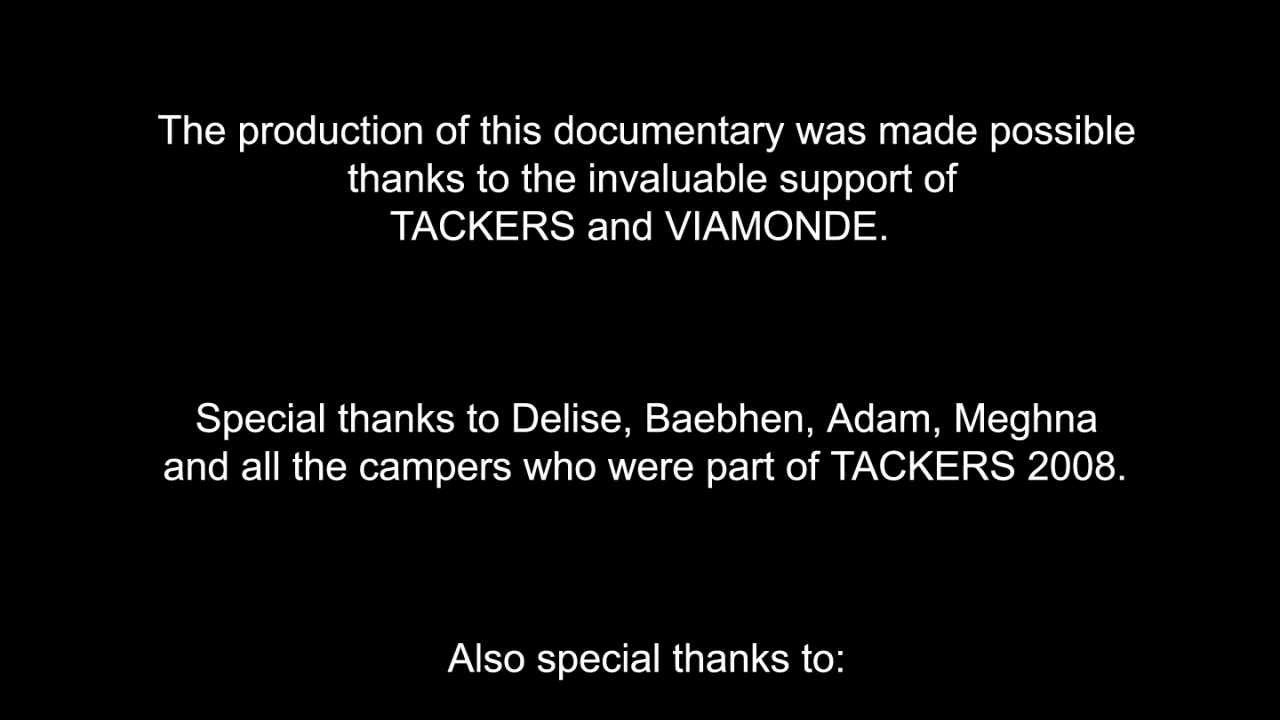 The production of this documentary was made possible
thanks to the invaluable support of
TACKERS and VIAMONDE.
Special thanks to Delise, Baebhen, Adam, Meghna
and all the campers who were part of TACKERS 2008.
Also special thanks to: